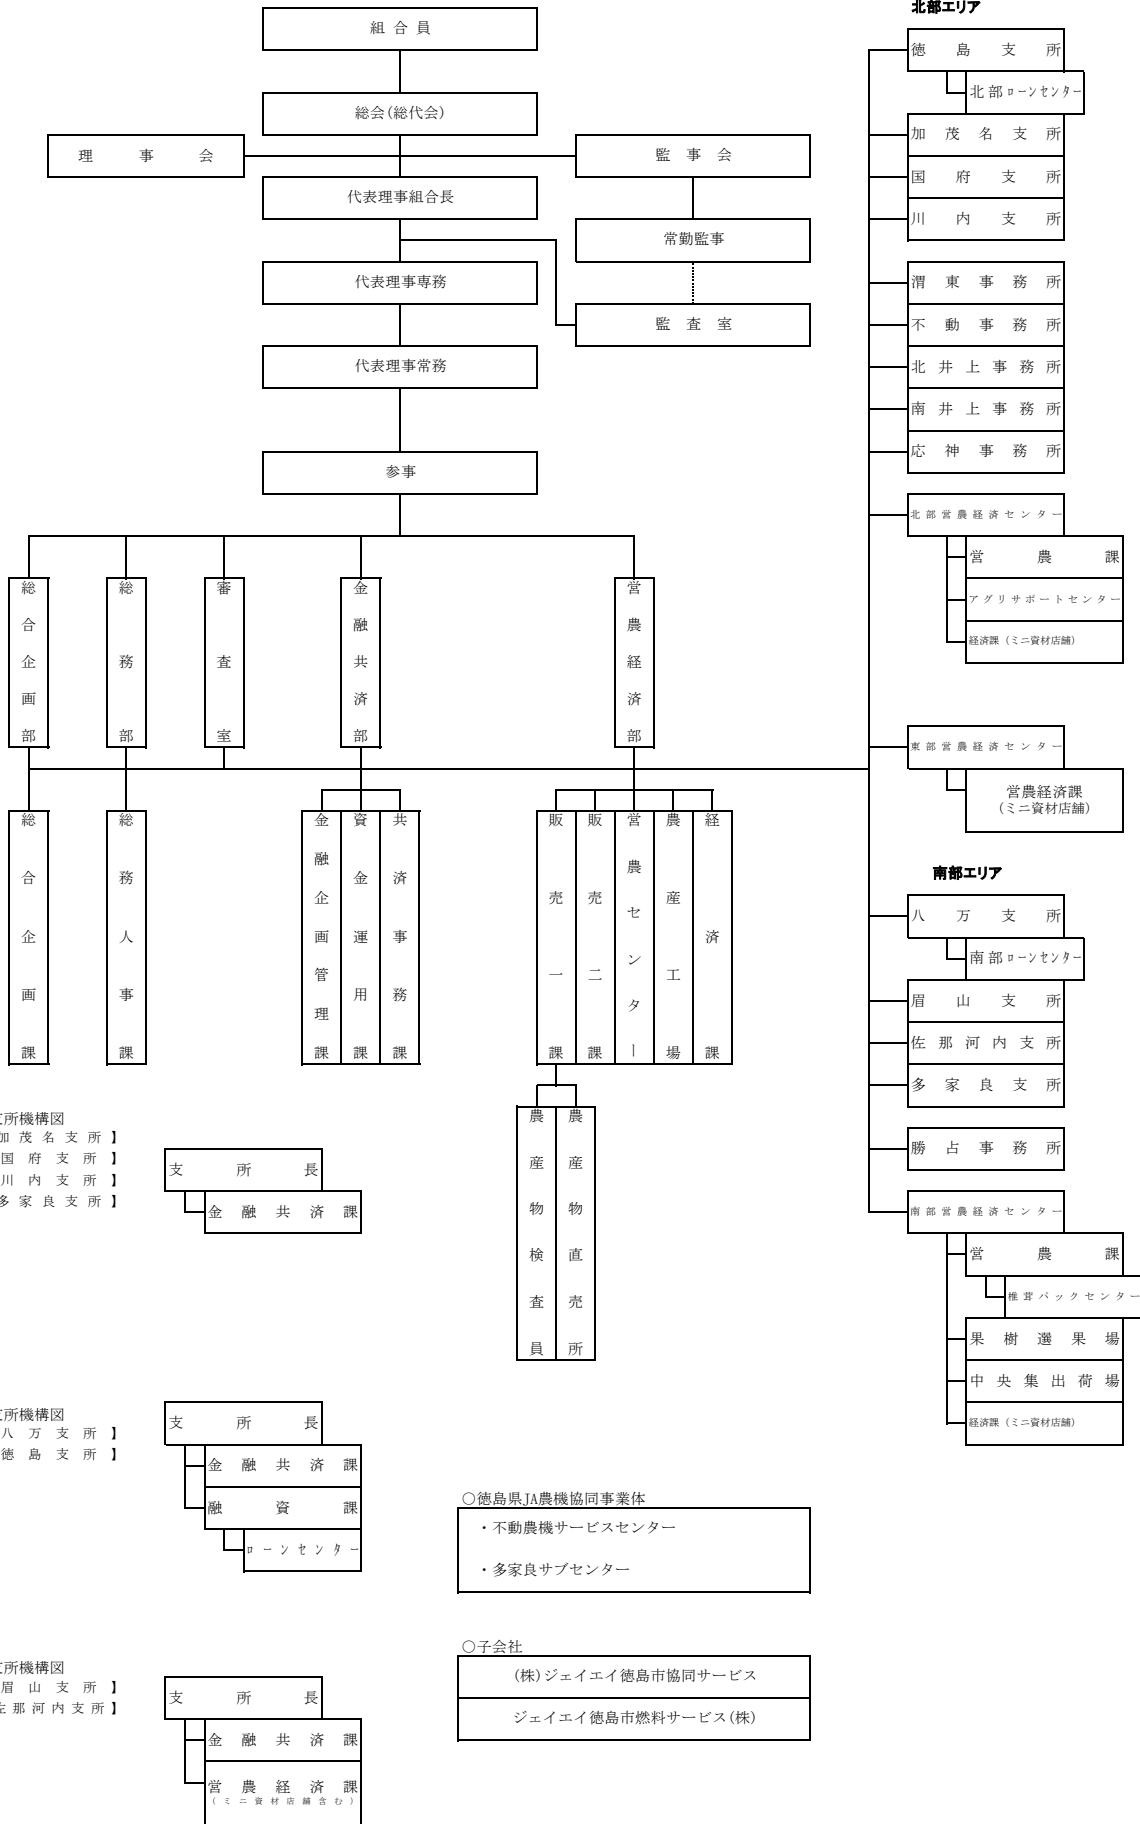 組合員
総会(総代会)
理事会
監事会
代表理事組合長
常勤監事
代表理事専務
監査室
代表理事常務
参事
総合企画部
総務部
審査室
金融共済部
営農経済部
総合企画課
総務人事課
金融企画管理課
資金運用課
共済事務課
販売一課
販売二課
営農センター
農産工場
経済課
農産物検査員
農産物直売所
北部エリア
徳島支所
北部ローンセンター
加茂名支所
国府支所
川内支所
渭東事務所
不動事務所
北井上事務所
南井上事務所
応神事務所
北部営農経済センター
営農課
アグリサポートセンター
経済課（ミニ資材店舗）
東部営農経済センター
営農経済課
（ミニ資材店舗）
南部エリア
八万支所
南部ローンセンター
眉山支所
佐那河内支所
多家良支所
勝占事務所
南部営農経済センター
営農課
椎茸パックセンター
果樹選果場
中央集出荷場
経済課（ミニ資材店舗）
支所機構図
加茂名支所】
国府支所】
川内支所】
多家良支所】
支所長
金融共済課
支所機構図
八万支所】
徳島支所】
支所長
金融共済課
融資課
ローンセンター
○徳島県JA農機協同事業体
・不動農機サービスセンター
・多家良サブセンター
○子会社
(株)ジェイエイ徳島市協同サービス
ジェイエイ徳島市燃料サービス(株)
支所機構図
眉山支所】
佐那河内支所】
支所長
金融共済課
営農経済課
（ミニ資材店舗含む）